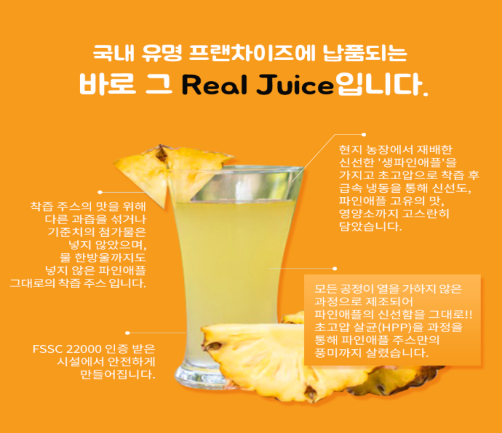 국내 유명 프랜차이즈에 납품되는
바로 그 Real Juice입니다.
현지 농장에서 재배한
신선한 '생파인애플'을
가지고 초고압으로 착즙 후
급속 냉동을 통해 신선도,
파인애플 고유의 맛,
영양소까지 고스란히
담았습니다.
착즙 주스의 맛을 위해
다른 과즙을 섞거나
기준치의 첨가물은
넣지 않았으며,
물 한방울까지도
넣지 않은 파인애플
그대로의 착즙 주스 입니다.
모든 공정이 열을 가하지 않은
과정으로 제조되어
파인애플의 신선함을 그대로!!
초고압 살균(HPP)을 과정을
통해 파인애플 주스만의
풍미까지 살렸습니다.
FSSC 22000 인증 받은
시설에서 안전하게
만들어집니다.